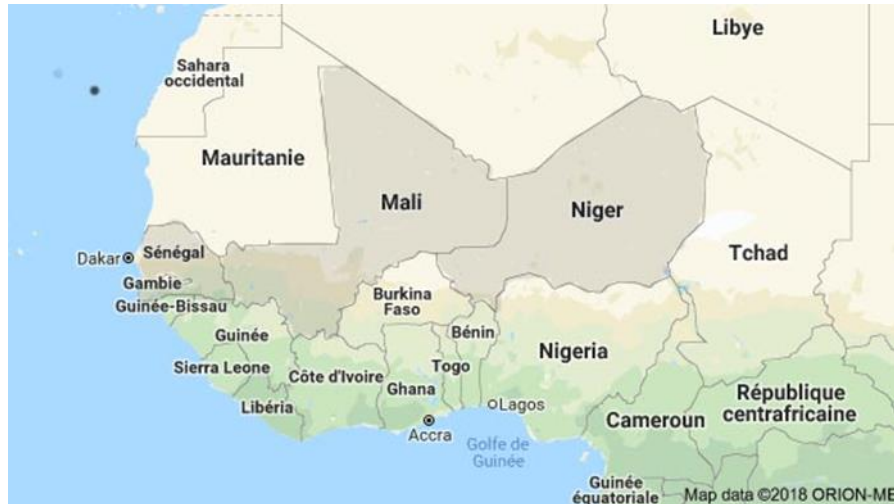 Libye
Sahara
occidental
Mauritanie
Mali
Niger
Tchad
Sénégal
Dakar
Gambie
Guinée-Bissau
Burkina
Faso
Guinée
Bénin
Nigeria
Sierra Leone
Côte d'Ivoire
Togo
Ghana
Libéria
Lagos
Accra
République
centrafricaine
Cameroun
Golfe de
Guinée
Guinée
équatoriale
Map data ©2018 ORION-ME